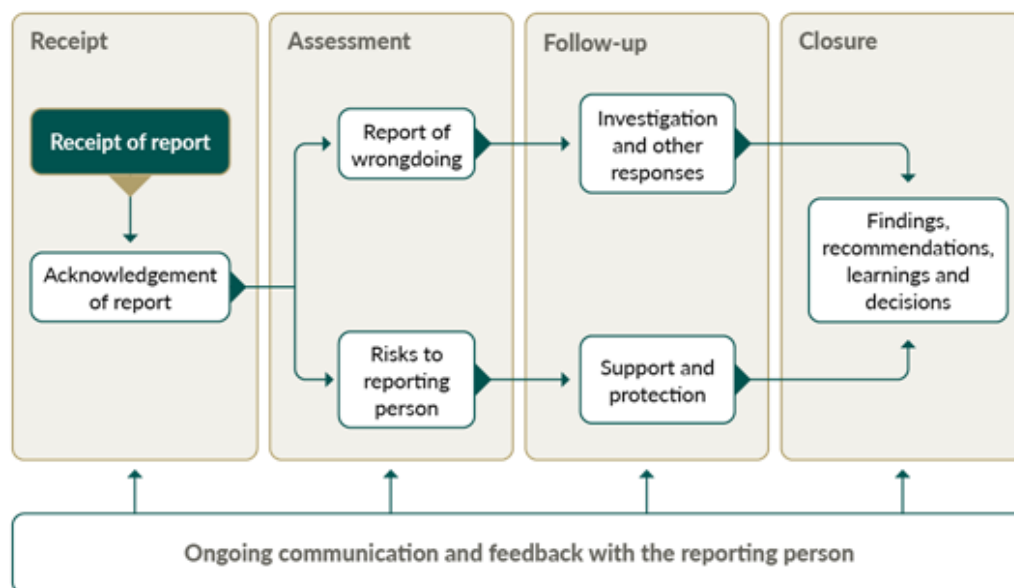 Receipt
Receipt of report
Acknowledgement
of report
Assessment
Report of
wrongdoing
Risks to
reporting
person
Follow-up
Investigation
and other
responses
Support and
protection
Closure
Findings,
recommendations,
learnings and
decisions
Ongoing communication and feedback with the reporting person